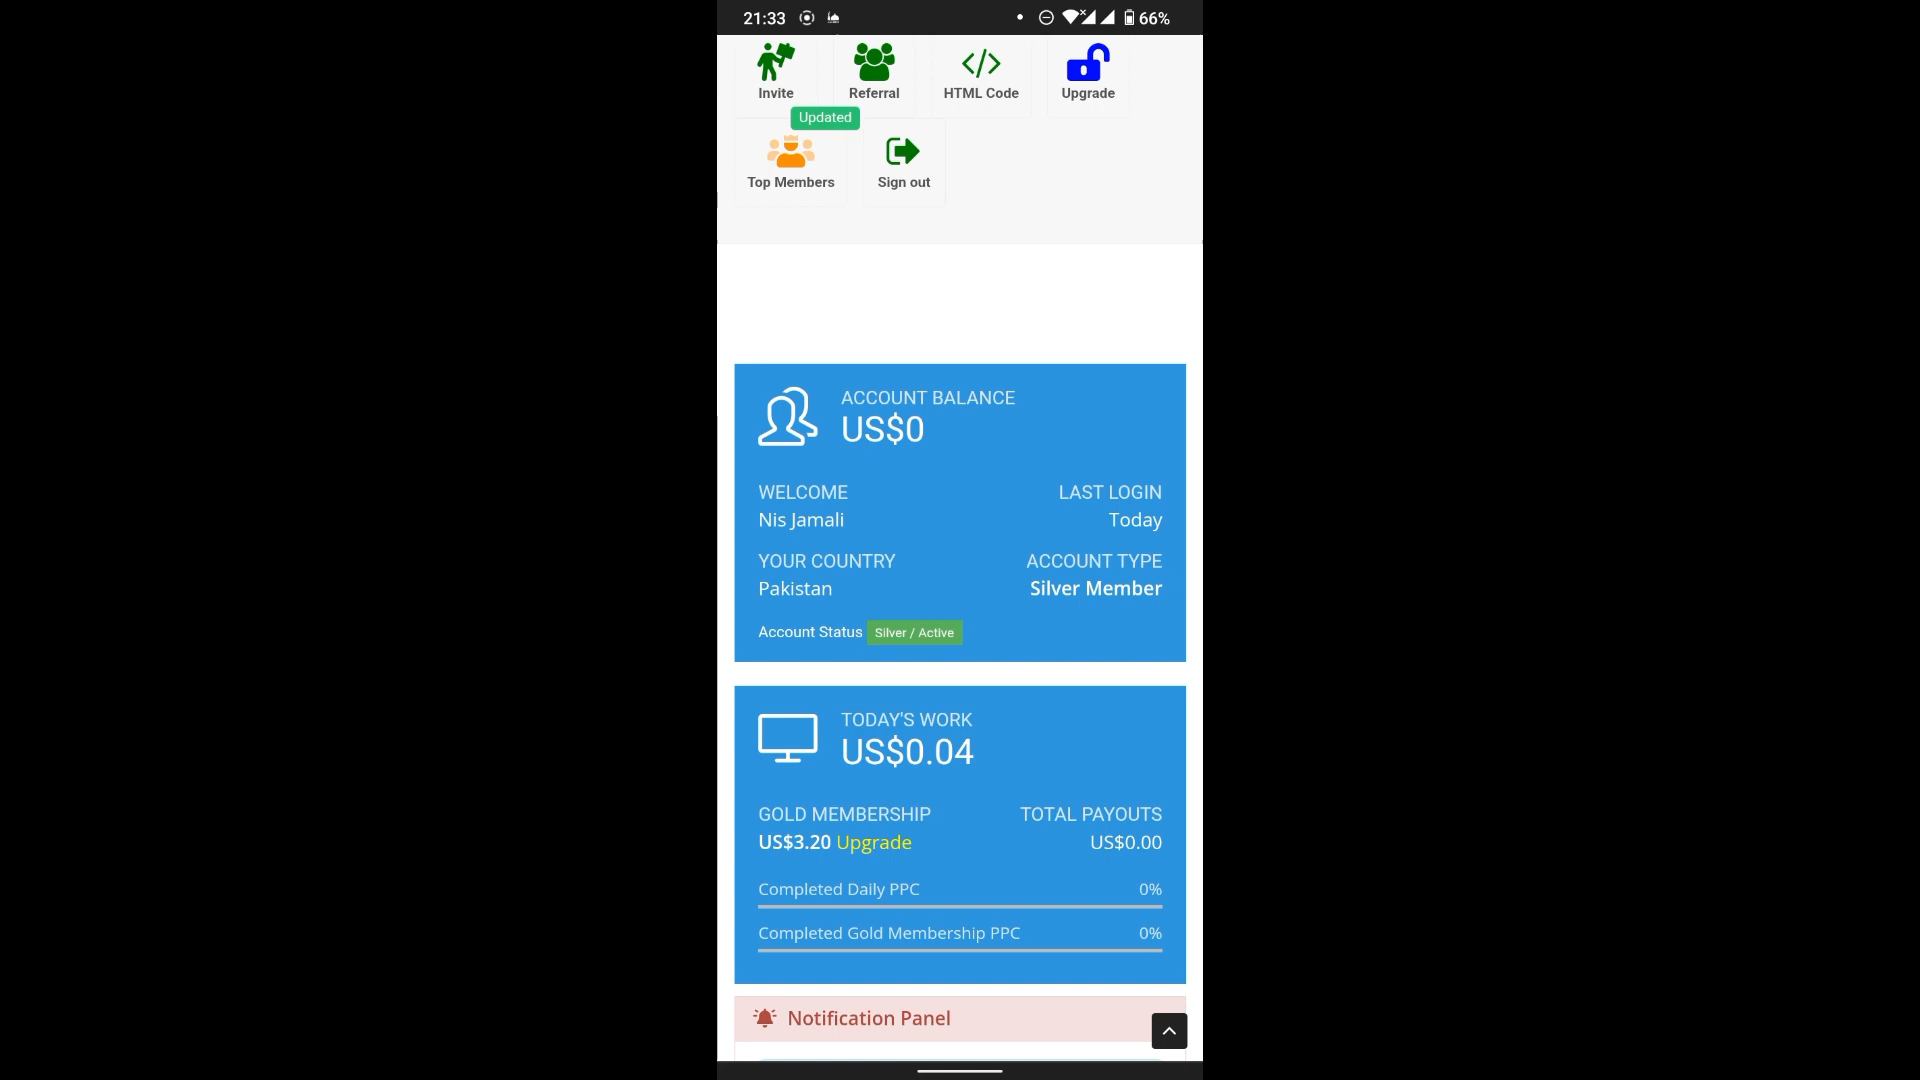 21:33 66%
Invite Referral HTML Code Upgrade
Updated
Top Members Sign out
ACCOUNT BALANCE
US$0
WELCOME LAST LOGIN
Nis Jamali Today
YOUR COUNTRY ACCOUNT TYPE
Pakistan Silver Member
Account Status Silver / Active
TODAY'S WORK
US$0.04
GOLD MEMBERSHIP TOTAL PAYOUTS
US$3.20 Upgrade US$0.00
Completed Daily PPC 0%
Completed Gold Membership PPC 0%
Notification Panel